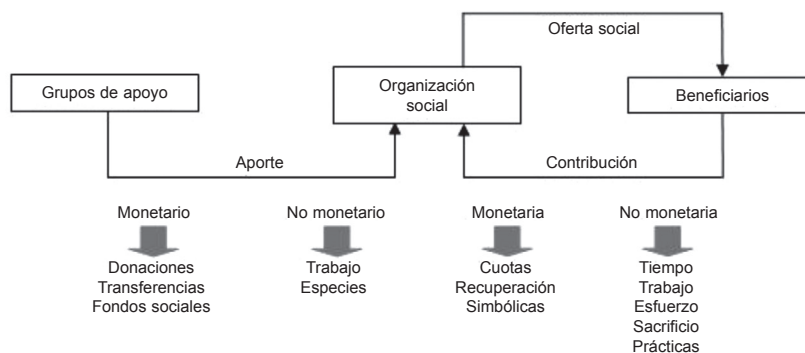 Oferta social
Grupos de apoyo
Organización
social
Beneficiarios
Aporte
Contribución
Monetario
No monetario
Monetaria
No monetaria
Donaciones
Transferencias
Fondos sociales
Trabajo
Especies
Cuotas
Recuperación
Simbólicas
Tiempo
Trabajo
Esfuerzo
Sacrificio
Prácticas